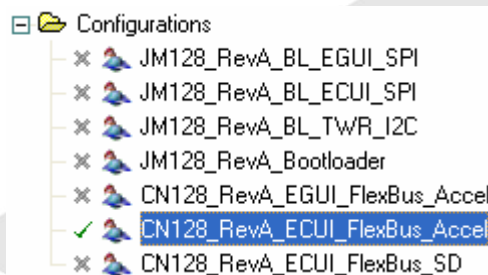 Configurations
JM128_RevA_BL_EGUI_SPI
JM128_RevA_BL_ECUI_SPI
JM128_RevA_BL_TWR_I2C
JM128_RevA_Bootloader
CN128_RevA_EGUI_FlexBus_Accel
CN128_RevA_ECUI_FlexBus_Accel
CN128_RevA_ECUI_FlexBus_SD